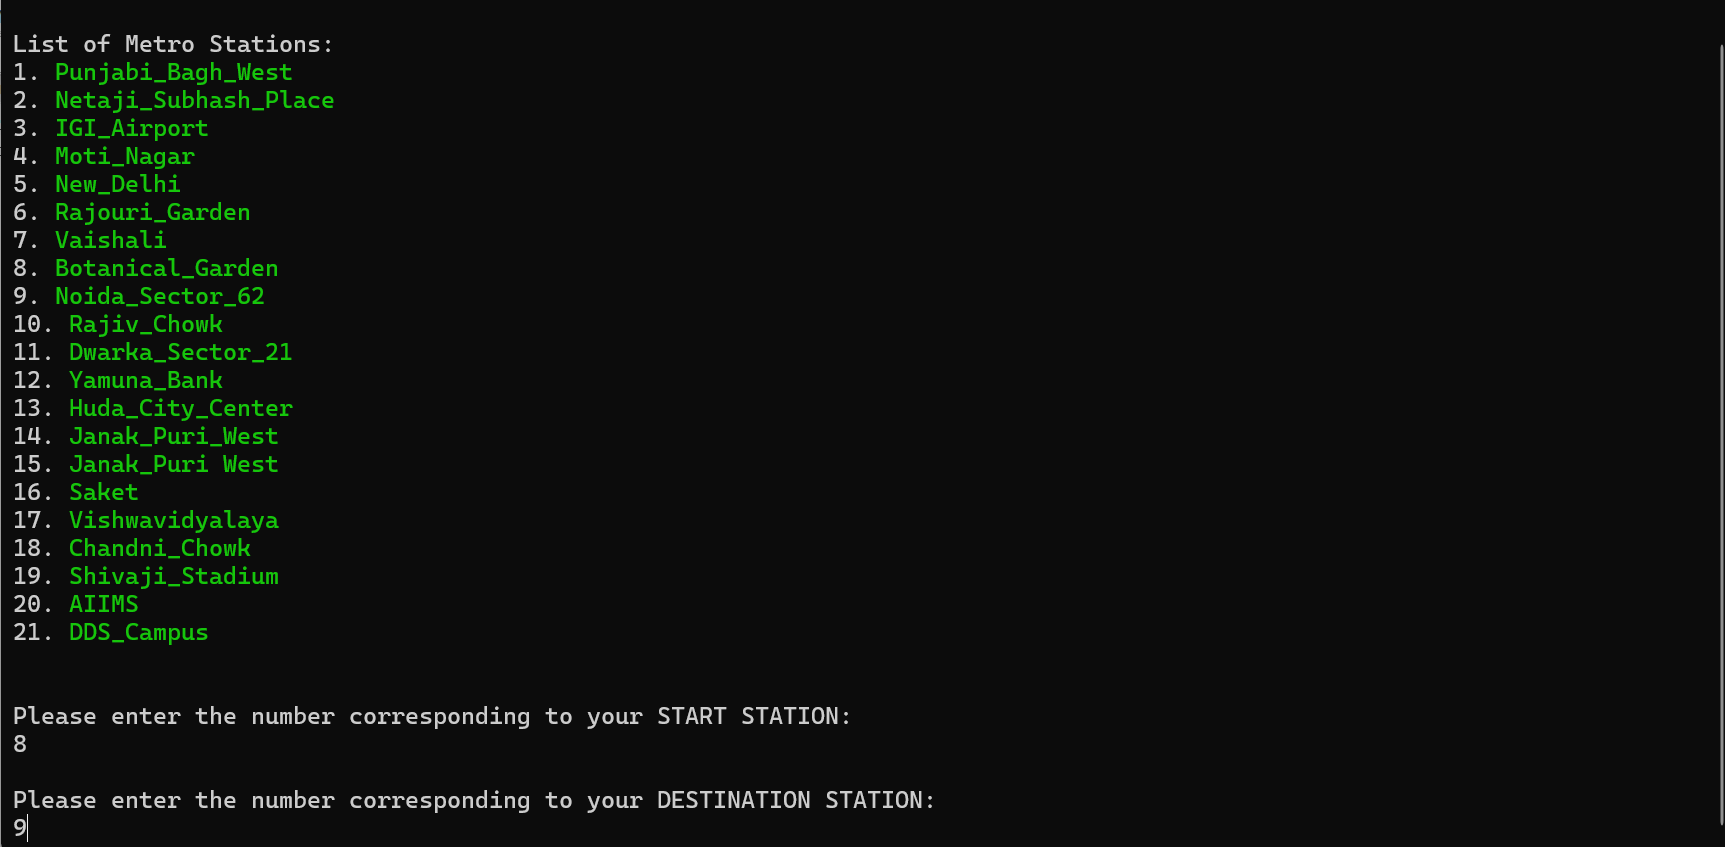 List of Metro Stations:
1. Punjabi_Bagh_West
2. Netaji_Subhash_Place
3. IGI_Airport
4. Moti_Nagar
5. New_Delhi
6. Rajouri_Garden
7. Vaishali
8. Botanical_Garden
9. Noida_Sector_62
10. Rajiv_Chowk
11. Dwarka_Sector_21
12. Yamuna_Bank
13. Huda_City_Center
14. Janak_Puri_West
15. Janak_Puri West
16. Saket
17. Vishwavidyalaya
18. Chandni_Chowk
19. Shivaji_Stadium
20. AIIMS
21. DDS_Campus
Please enter the number corresponding to your START STATION:
8
Please enter the number corresponding to your DESTINATION STATION:
9